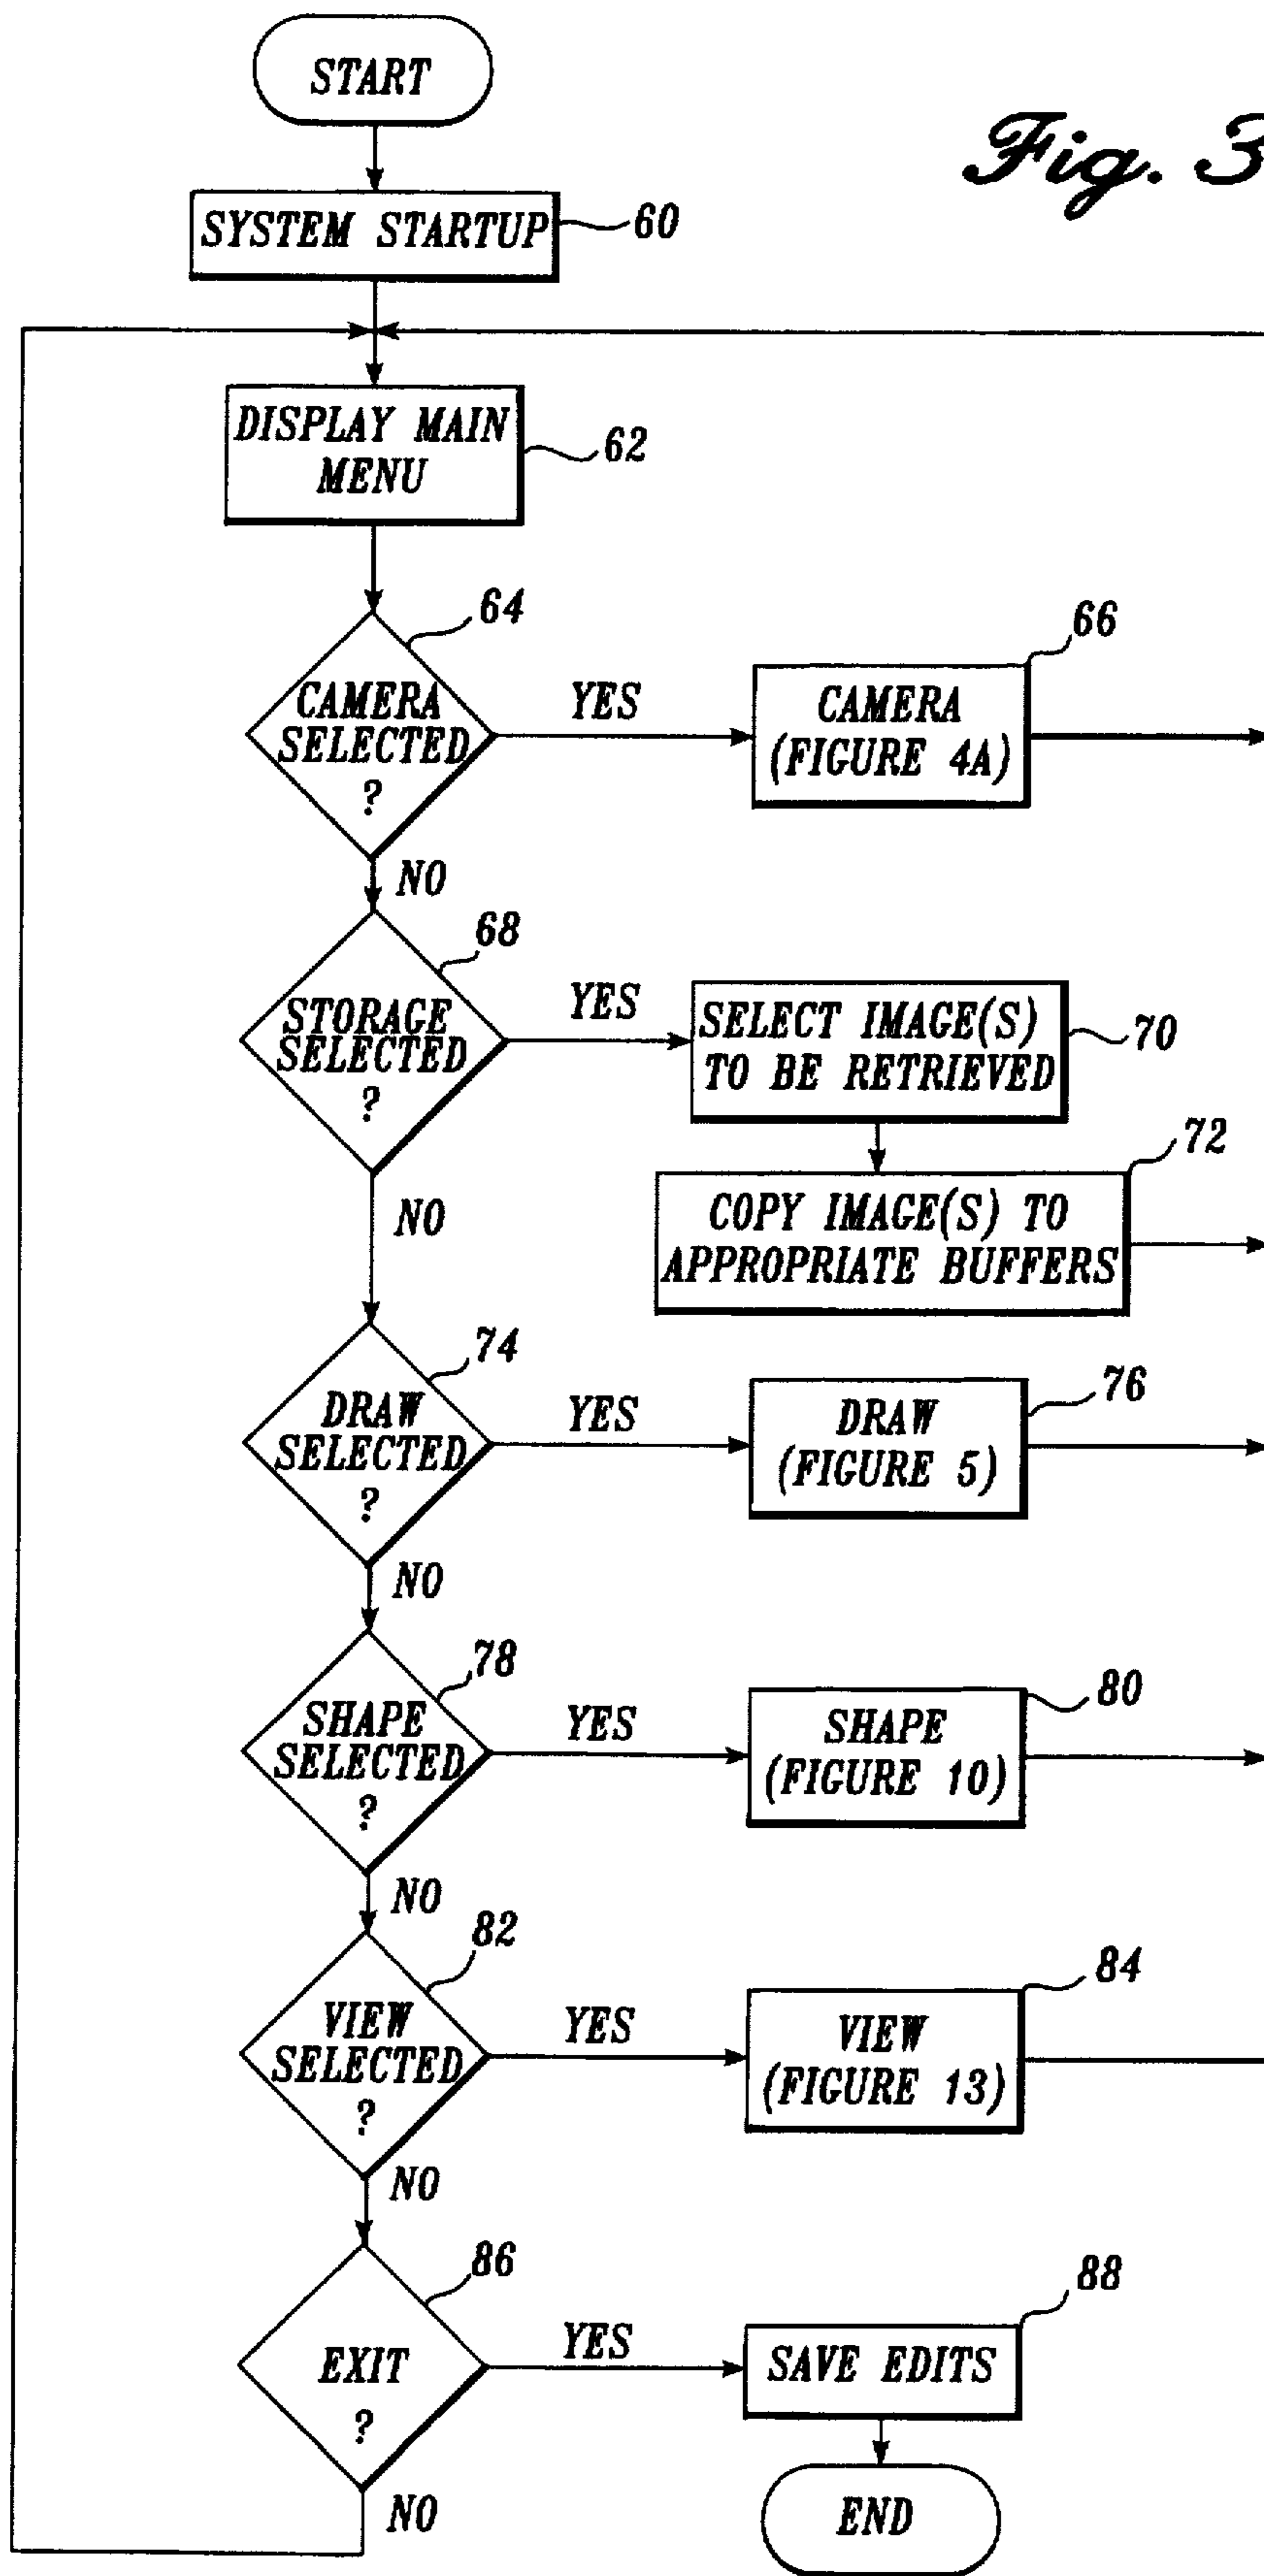 START
Fig. 3
SYSTEM STARTUP
60
DISPLAY MAIN
MENU
62
64
CAMERA
SELECTED
?
YES
66
CAMERA
(FIGURE 4A)
NO
68
STORAGE
SELECTED
?
YES
SELECT IMAGE(S)
TO BE RETRIEVED
70
72
COPY IMAGE(S) TO
APPROPRIATE BUFFERS
NO
74
DRAW
SELECTED
?
YES
76
DRAW
(FIGURE 5)
NO
78
SHAPE
SELECTED
?
YES
80
SHAPE
(FIGURE 10)
NO
82
VIEW
SELECTED
?
YES
84
VIEW
(FIGURE 13)
NO
86
EXIT
?
YES
88
SAVE EDITS
NO
END